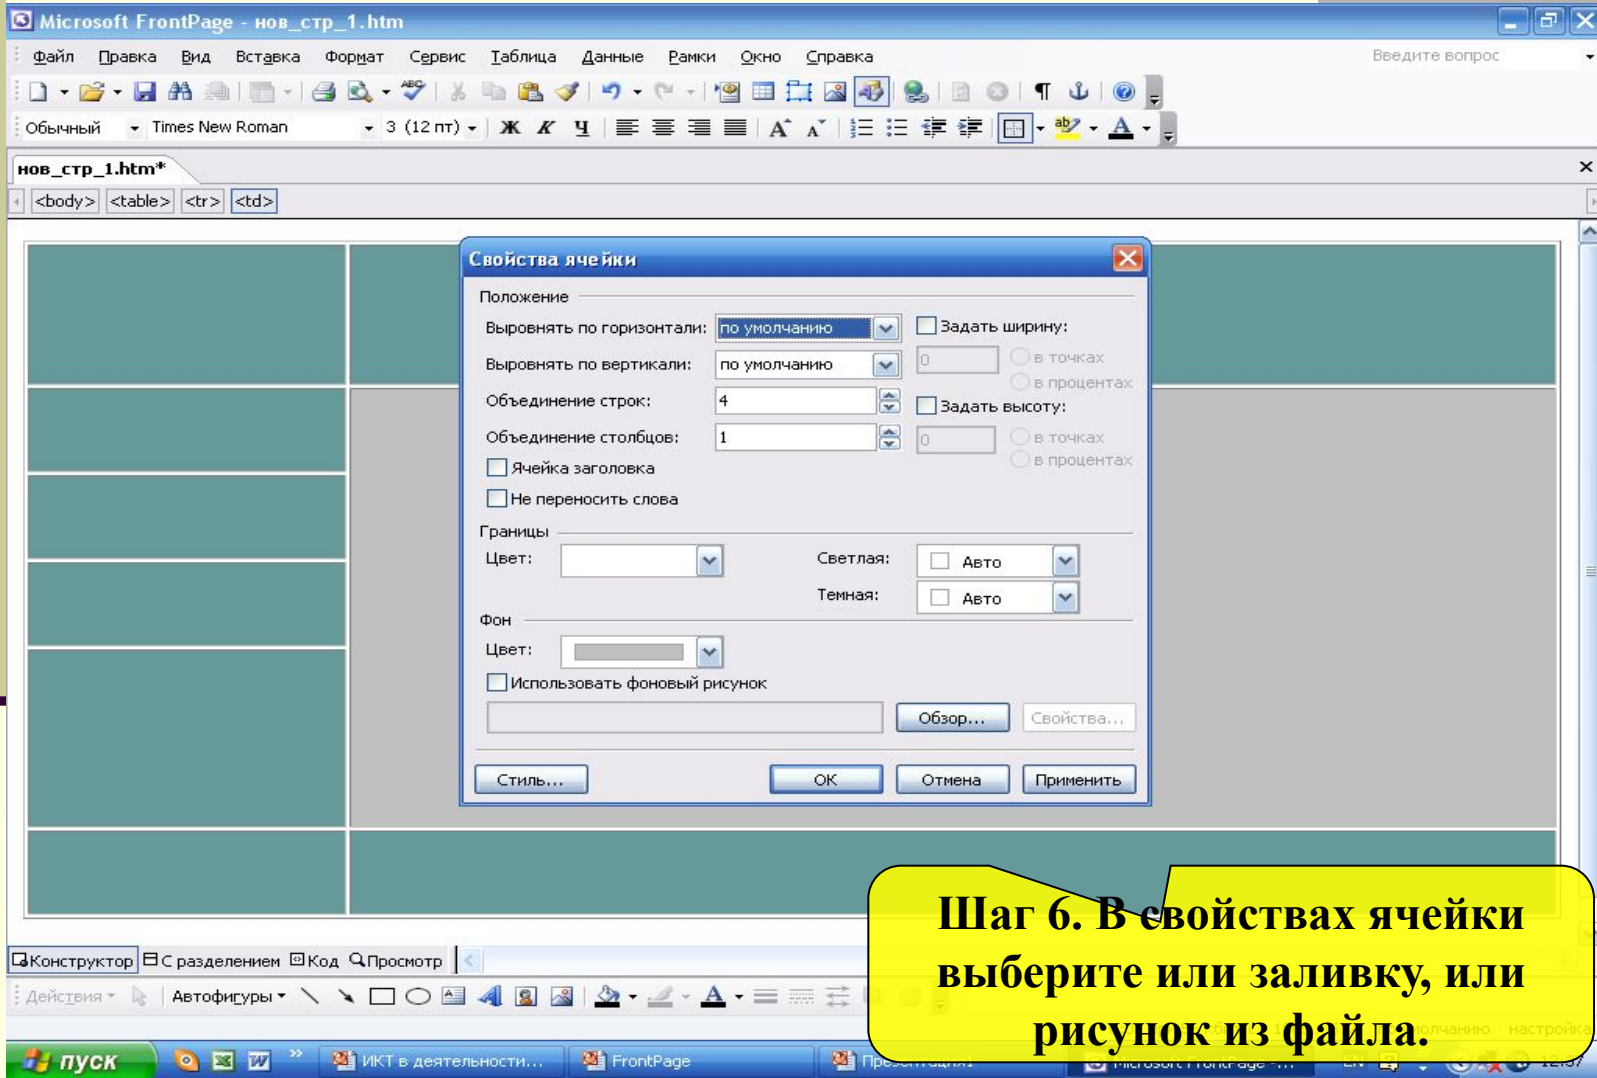 Microsoft FrontPage - нов_стр_1.htm
Файл Правка Вид Вставка Формат Сервис Таблица Данные Рамки Окно Справка Введите вопрос
Обычный Times New Roman 3 (12 пт) Ж К Ч
нов_стр_1.htm*
<body> <table> <tr> <td>
Свойства ячейки
Положение
Выровнять по горизонтали: по умолчанию Задать ширину:
0 в точках
Выровнять по вертикали: по умолчанию
в процентах
Объединение строк: 4 Задать высоту:
Объединение столбцов: 1 0 в точках
в процентах
Ячейка заголовка
Не переносить слова
Границы
Цвет: Светлая: Авто
Темная: Авто
Фон
Цвет:
Использовать фоновый рисунок
Обзор... Свойства...
Стиль... ОК Отмена Применить
Шаг 6. В свойствах ячейки
выберите или заливку, или
рисунок из файла.
Конструктор С разделением Код Просмотр
Действия Автофигуры
пуск ИКТ в деятельности... FrontPage